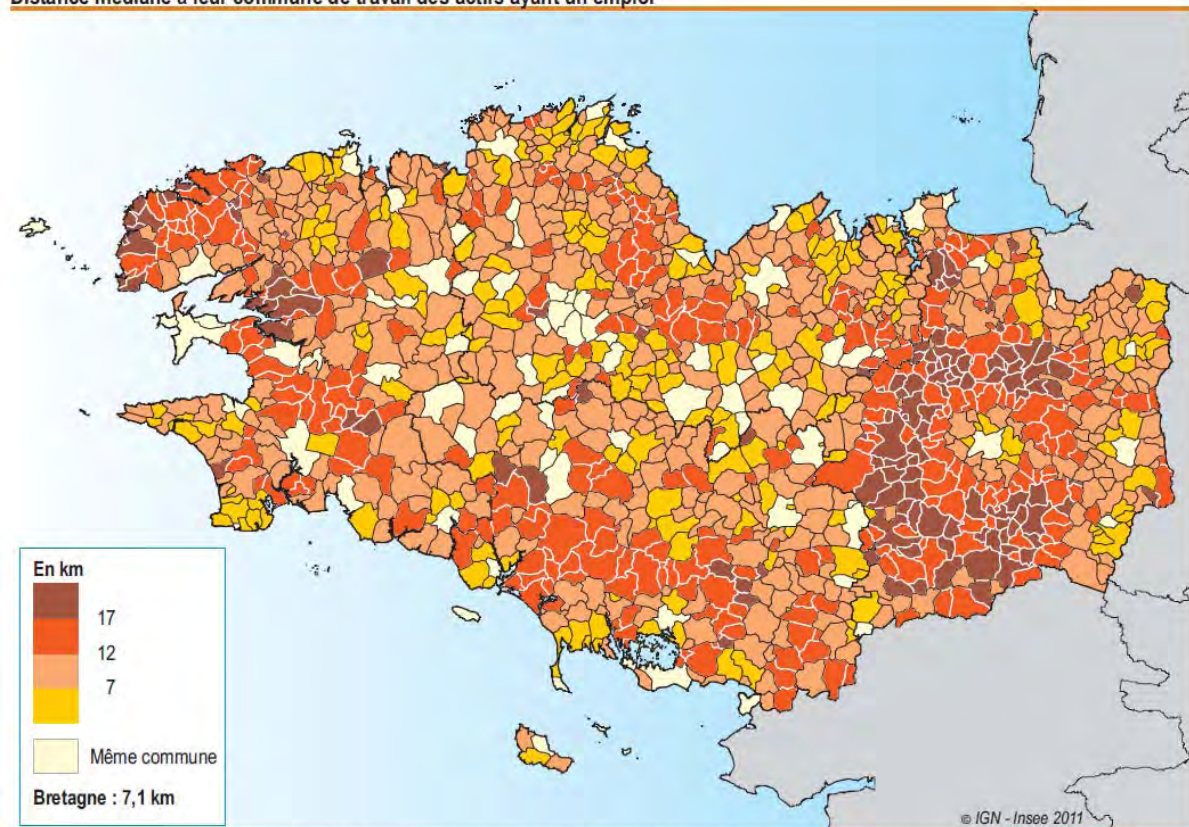 Distance médiane à leur commune de travail des actifs ayant un emploi
En km
17
12
7
Même commune
Bretagne : 7,1 km
© IGN - Insee 2011